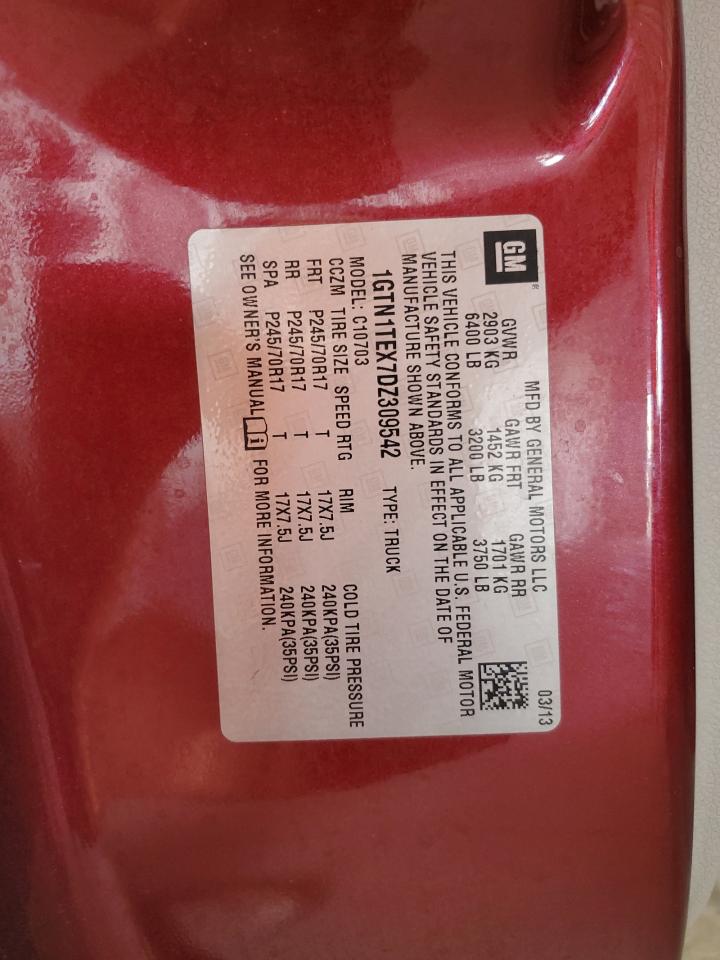 GM®
MFD BY GENERAL MOTORS LLC 03/13
GVWR GAWR FRT GAWR RR
2903 KG 1452 KG 1701 KG
6400 LB 3200 LB 3750 LB
THIS VEHICLE CONFORMS TO ALL APPLICABLE U.S. FEDERAL MOTOR
VEHICLE SAFETY STANDARDS IN EFFECT ON THE DATE OF
MANUFACTURE SHOWN ABOVE.
1GTN1TEX7DZ309542 TYPE: TRUCK
MODEL: C10703
CCZM TIRE SIZE SPEED RTG RIM COLD TIRE PRESSURE
FRT P245/70R17 T 17X7.5J 240KPA(35PSI)
RR P245/70R17 T 17X7.5J 240KPA(35PSI)
SPA P245/70R17 T 17X7.5J 240KPA(35PSI)
SEE OWNER'S MANUAL FOR MORE INFORMATION.